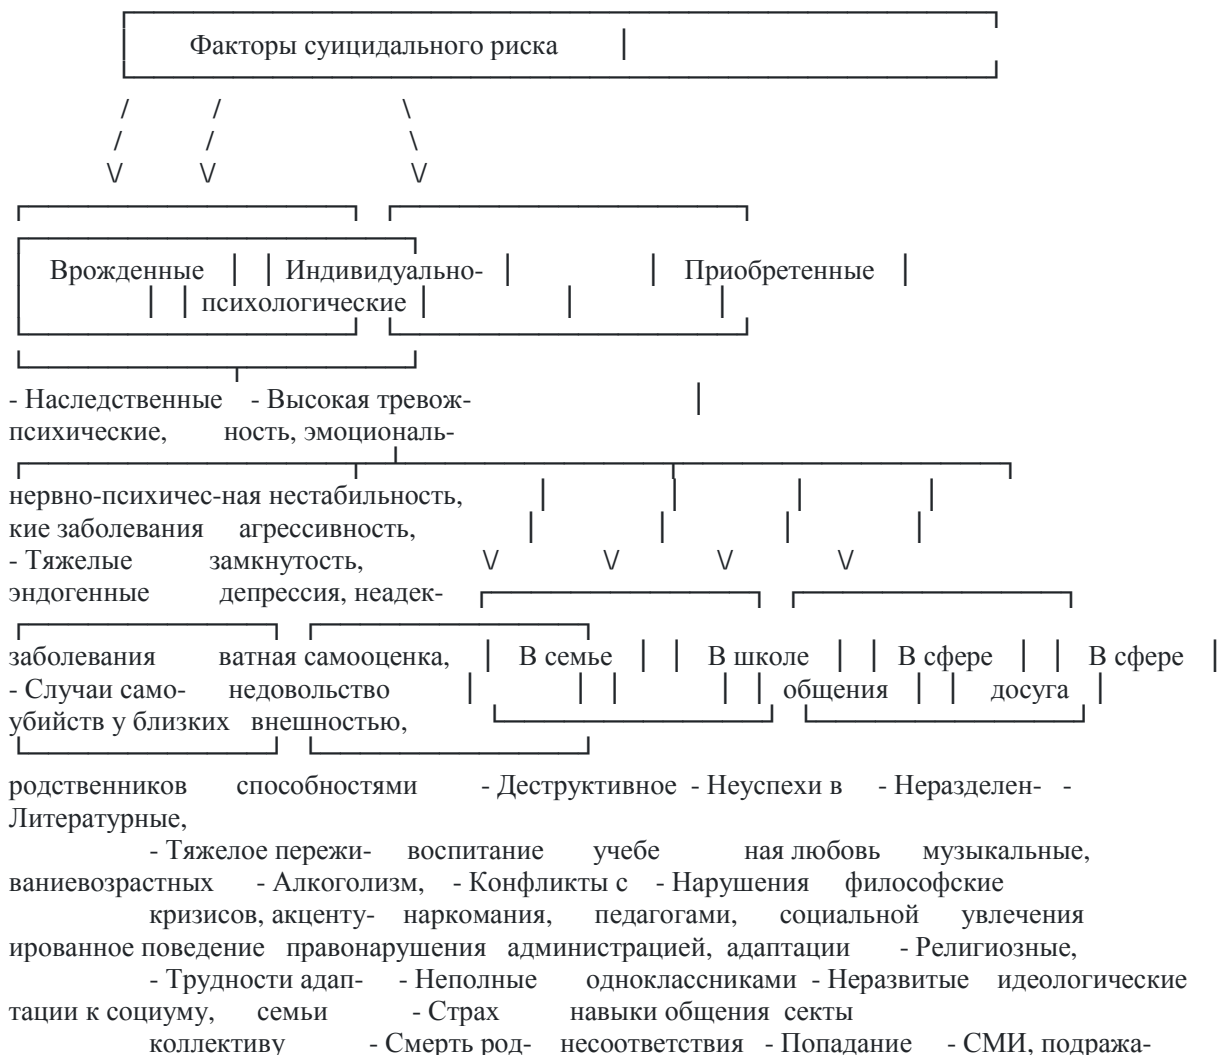 Факторы суицидального риска
Врожденные Индивидуально- Приобретенные
психологические
- Наследственные - Высокая тревож-
психические, ность, эмоциональ-
нервно-психичес-ная нестабильность,
кие заболевания агрессивность,
- Тяжелые замкнутость,
эндогенные депрессия, неадек-
заболевания ватная самооценка, В семье В школе В сфере В сфере
- Случаи само- недовольство общения досуга
убийств у близких внешностью,
родственников способностями - Деструктивное - Неуспехи в - Неразделен- -
Литературные,
- Тяжелое пережи- воспитание учебе ная любовь музыкальные,
ваниевозрастных - Алкоголизм, - Конфликты с - Нарушения философские
кризисов, акценту- наркомания, педагогами, социальной увлечения
ированное поведение правонарушения администрацией, адаптации - Религиозные,
- Трудности адап- - Неполные одноклассниками - Неразвитые идеологические
тации к социуму, семьи - Страх навыки общения секты
коллективу - Смерть род- несоответствия - Попадание - СМИ, подража-